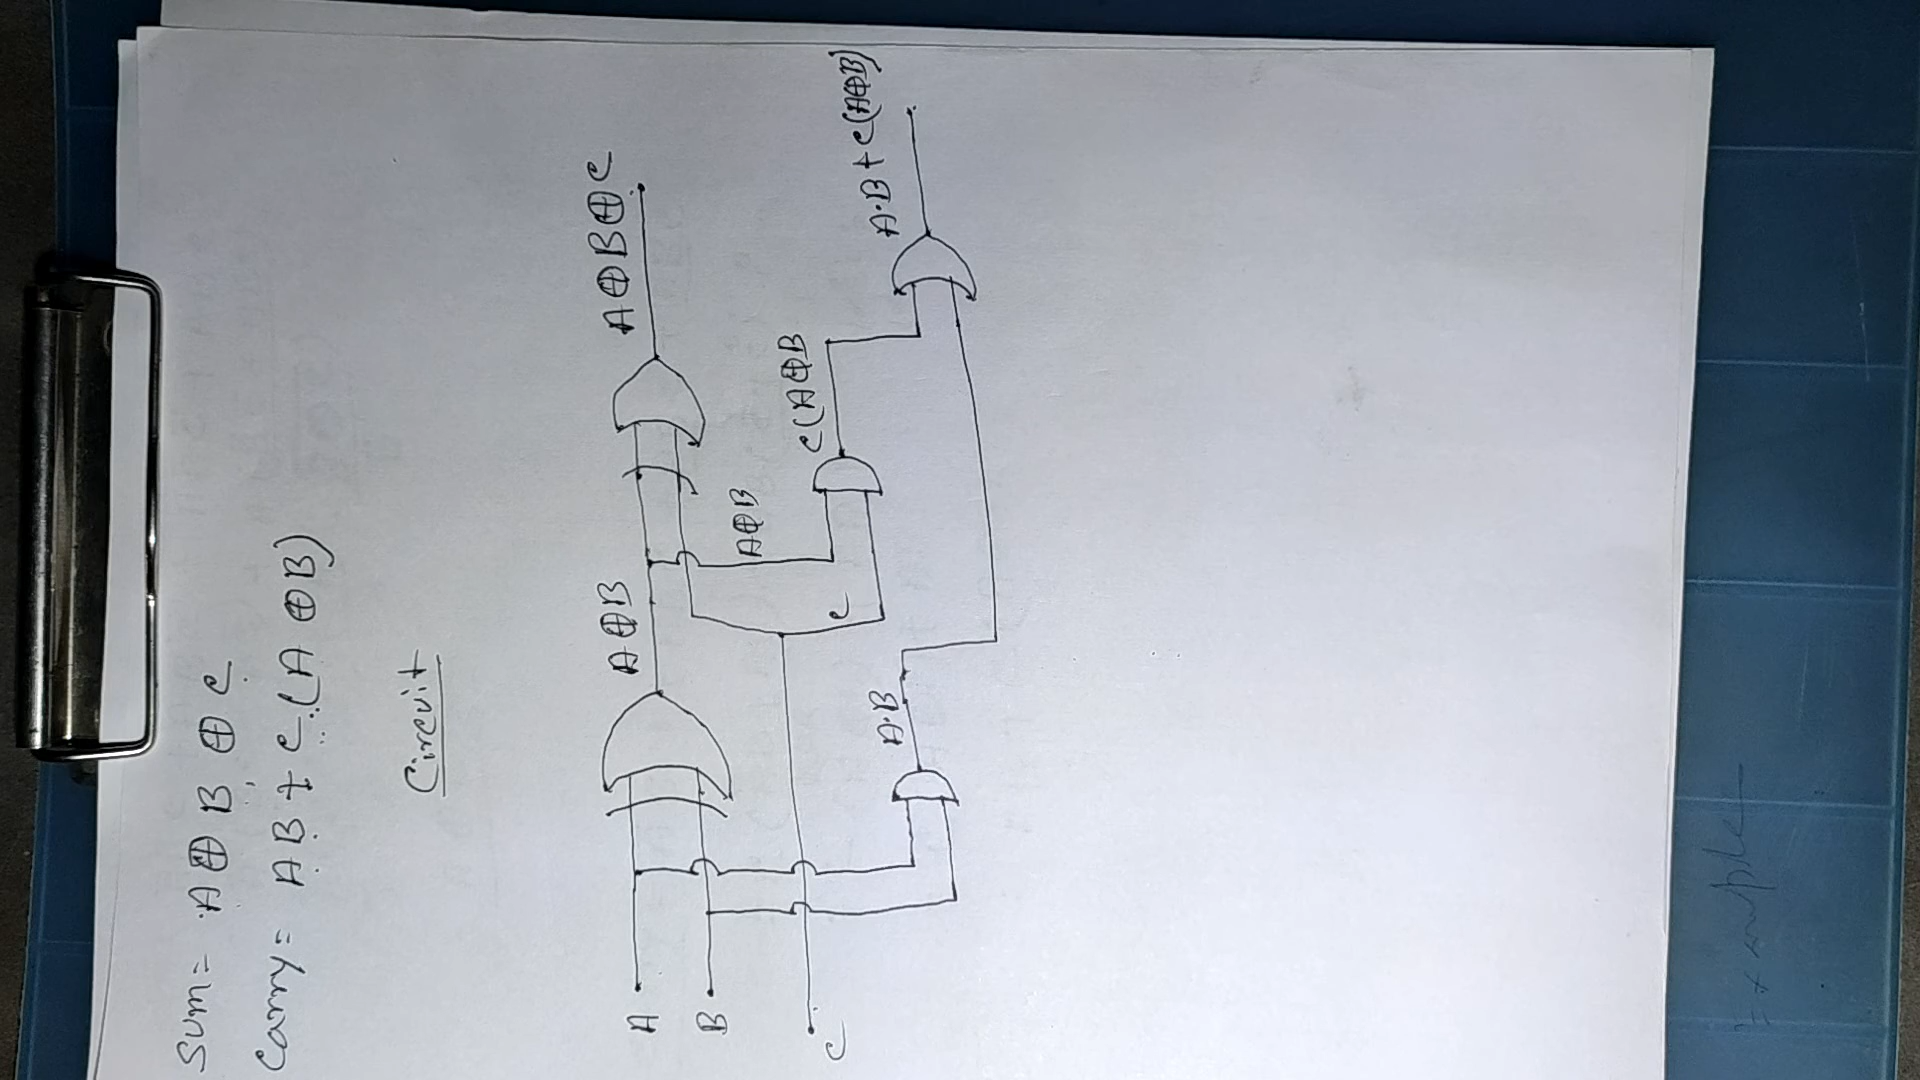 Sum = A⊕B⊕C
Carry = AB + C.(A⊕B)
Circuit
A⊕B
A⊕B⊕C
A
B
A⊕B
C
C
C(A⊕B
A·B
A·B+C(A⊕B)